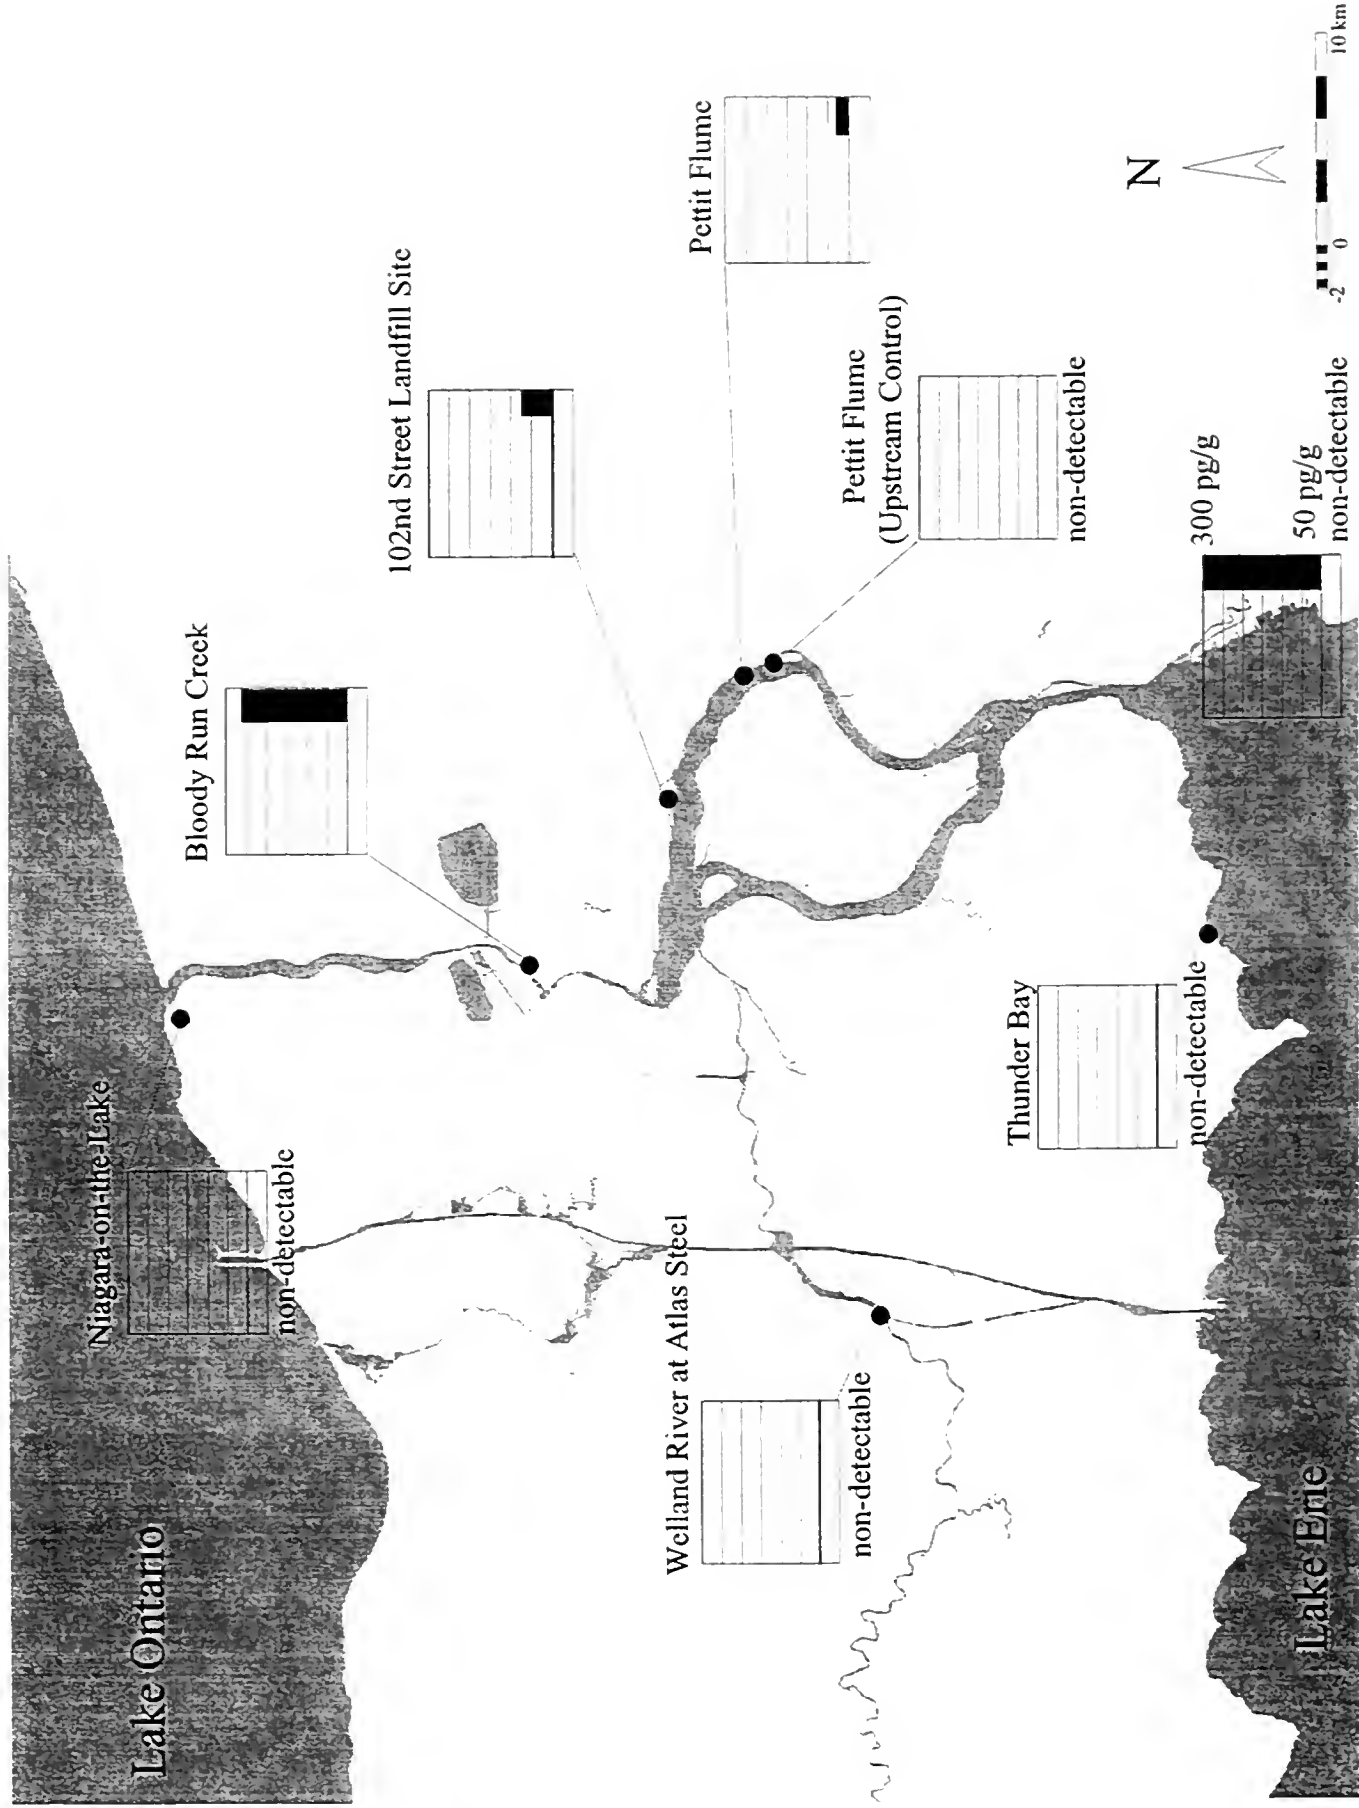 Lake Ontario
Niagara-on-the-Lake
non-detectable
Bloody Run Creek
102nd Street Landfill Site
Pettit Flume
Pettit Flume
(Upstream Control)
non-detectable
Welland River at Atlas Steel
non-detectable
Thunder Bay
non-detectable
Lake Erie
300 pg/g
50 pg/g
non-detectable
N
-2 0 10 km